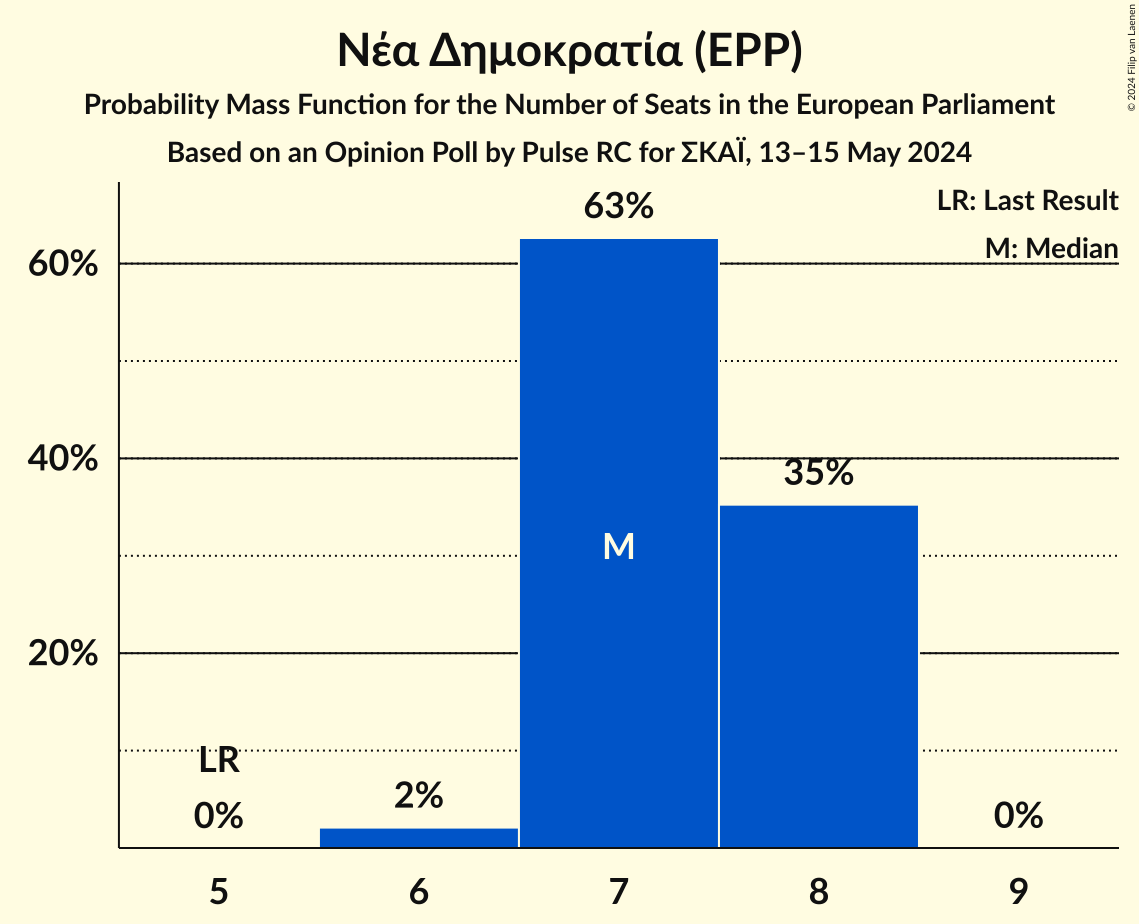 Νέα Δημοκρατία (EPP)
Probability Mass Function for the Number of Seats in the European Parliament
Based on an Opinion Poll by Pulse RC for ΣΚΑΪ, 13–15 May 2024
© 2024 Filip van Laenen
LR: Last Result
M: Median
63%
60%
40%
35%
M
20%
LR
2%
0%
0%
5 6 7 8 9